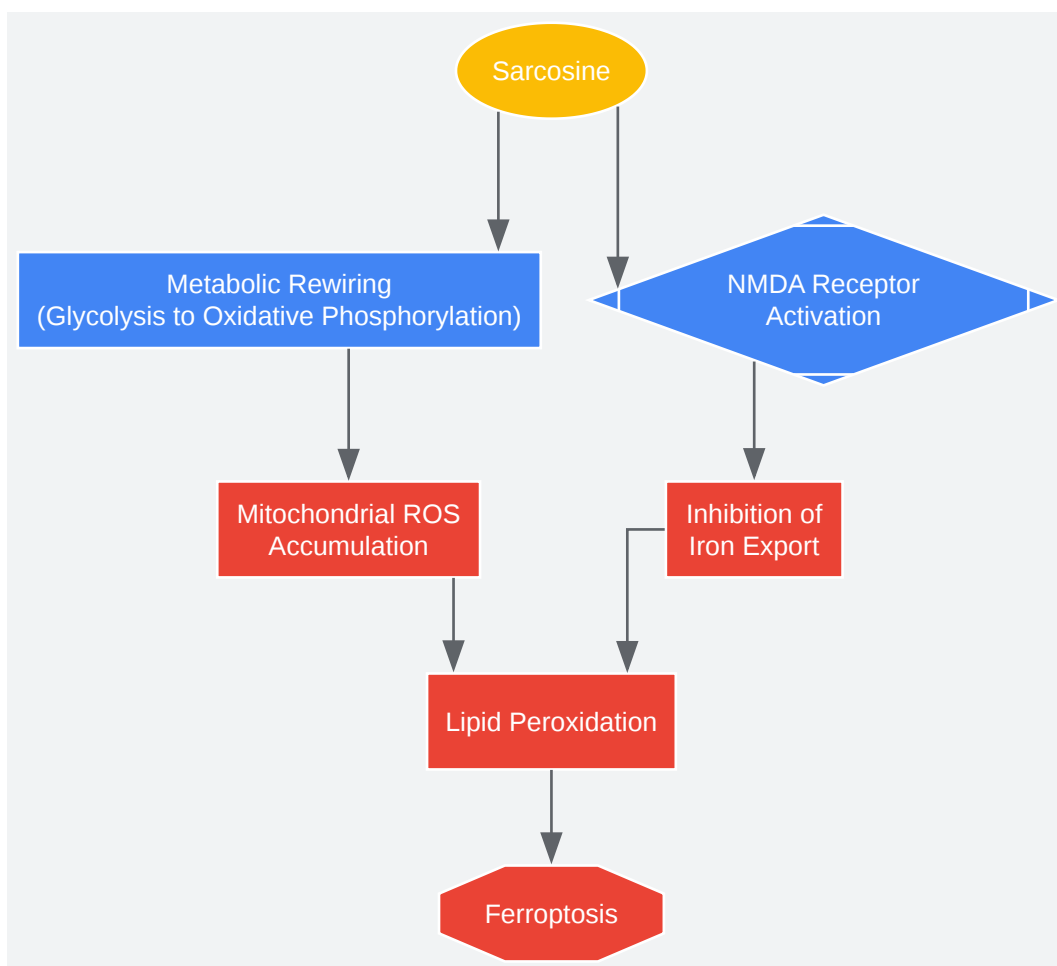 Sarcosine
Metabolic Rewiring
(Glycolysis to Oxidative Phosphorylation)
NMDA Receptor
Activation
Mitochondrial ROS
Accumulation
Inhibition of
Iron Export
Lipid Peroxidation
Ferroptosis